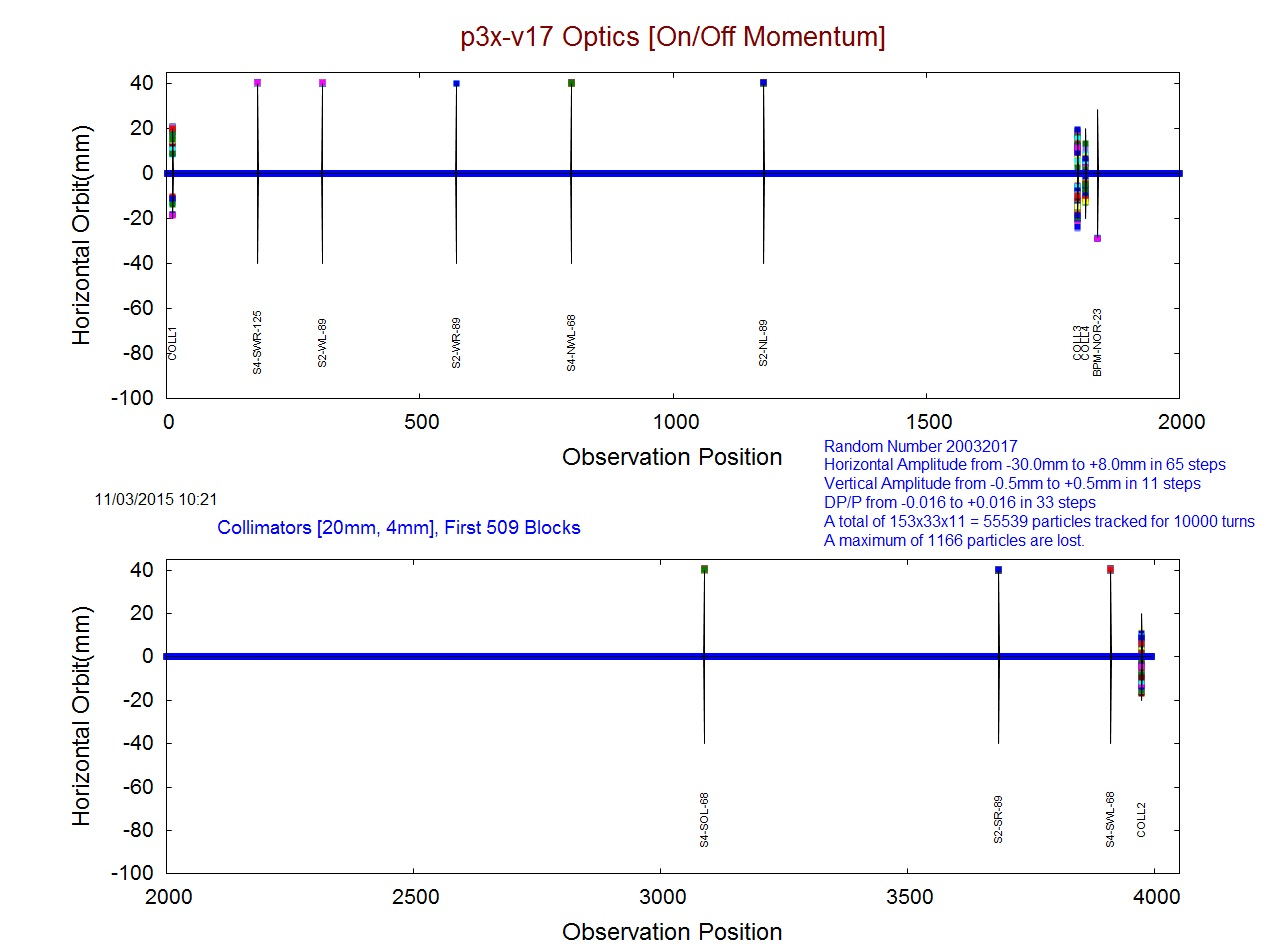 p3x-v17 Optics [On/Off Momentum]
40
20
0
-20
-40
-60
-80
-100
Horizontal Orbit(mm)
COLL1
S4-SWR-125
S2-WL-89
S2-WR-89
S4-NWL-68
S2-NL-89
COLL3
COLL4
BPM-NOR-23
0 500 1000 1500 2000
Observation Position
Random Number 20032017
Horizontal Amplitude from -30.0mm to +8.0mm in 65 steps
Vertical Amplitude from -0.5mm to +0.5mm in 11 steps
DP/P from -0.016 to +0.016 in 33 steps
A total of 153x33x11 = 55539 particles tracked for 10000 turns
A maximum of 1166 particles are lost.
11/03/2015 10:21
Collimators [20mm, 4mm], First 509 Blocks
40
20
0
-20
-40
-60
-80
-100
Horizontal Orbit(mm)
S4-SOL-68
S2-SR-89
S4-SWL-68
COLL2
2000 2500 3000 3500 4000
Observation Position